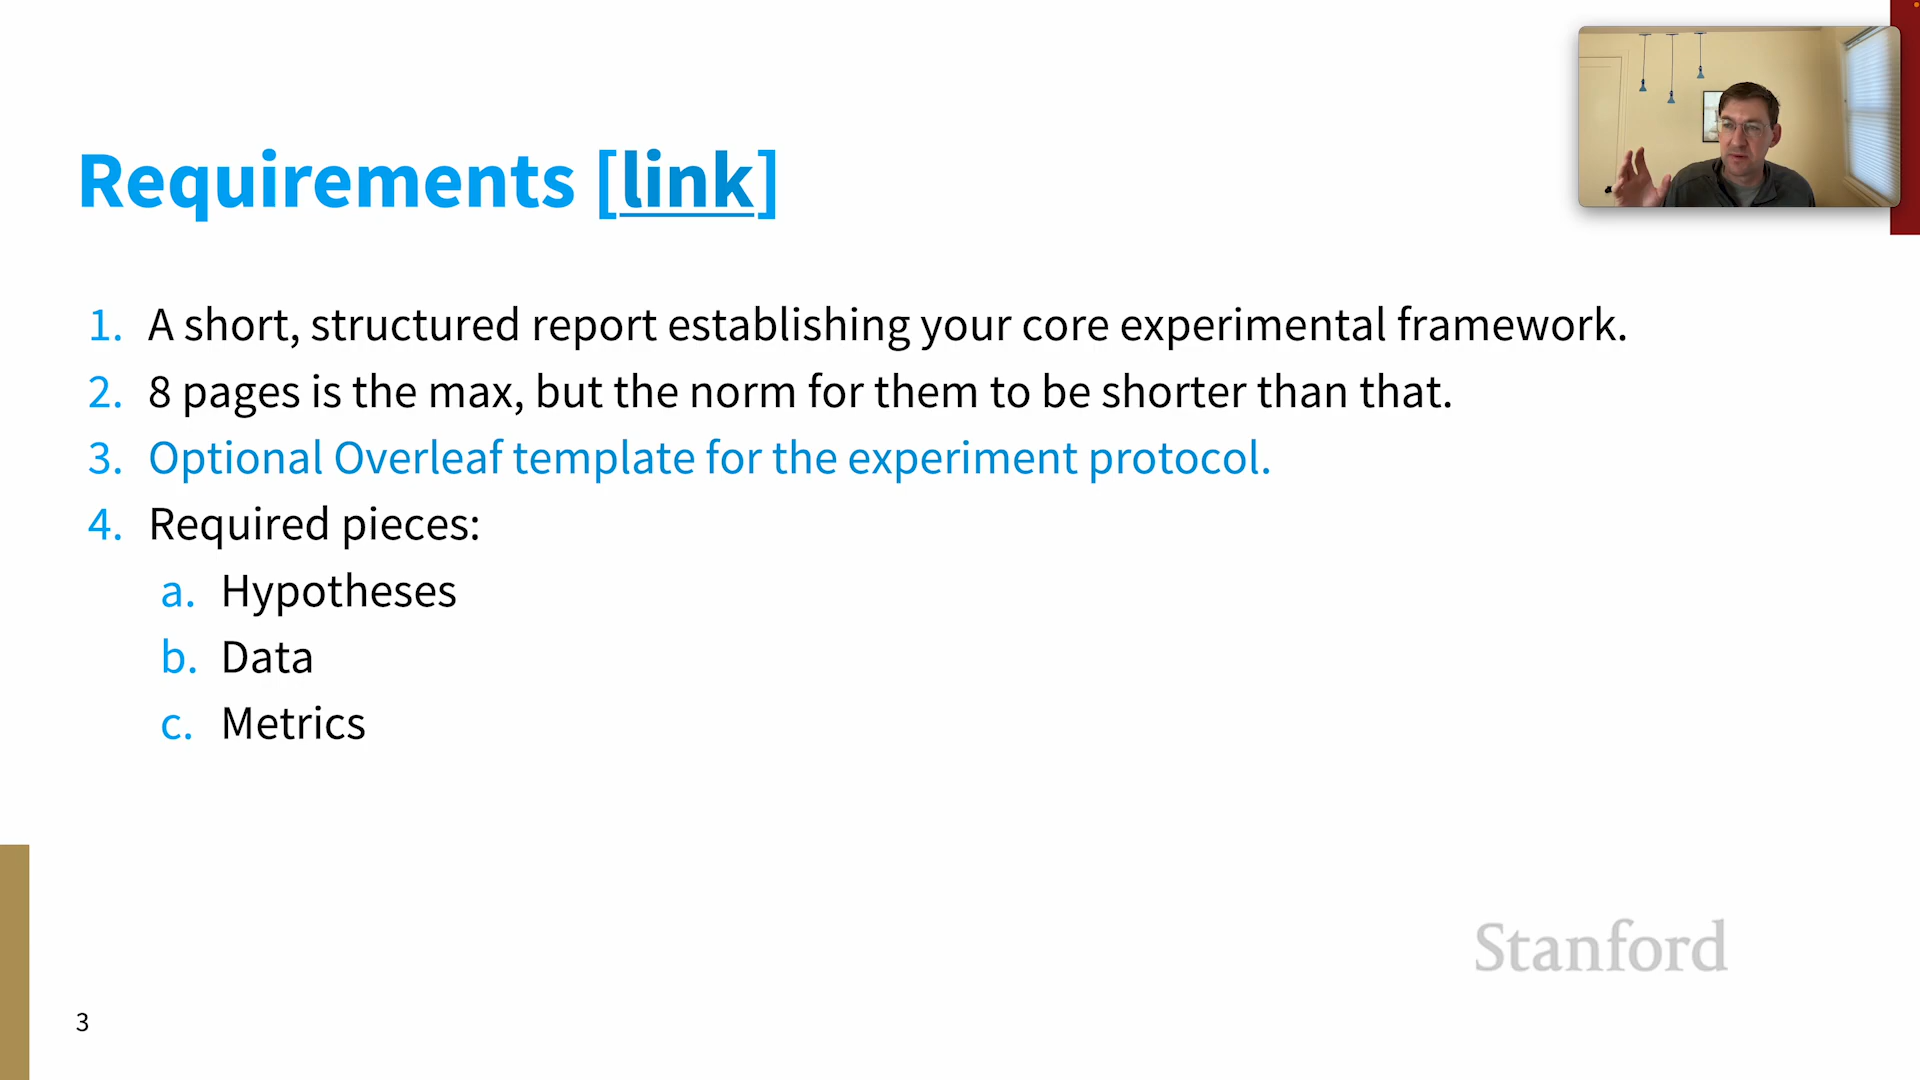 Requirements [link]
1. A short, structured report establishing your core experimental framework.
2. 8 pages is the max, but the norm for them to be shorter than that.
3. Optional Overleaf template for the experiment protocol.
4. Required pieces:
a. Hypotheses
b. Data
c. Metrics
Stanford
3